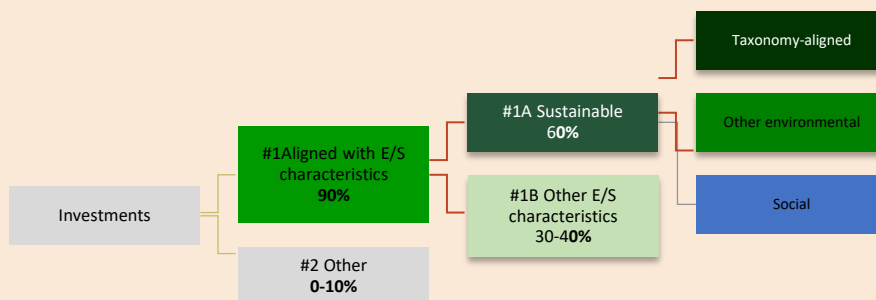 Investments
#1Aligned with E/S
characteristics
90%
#2 Other
0-10%
#1A Sustainable
60%
#1B Other E/S
characteristics
30-40%
Taxonomy-aligned
Other environmental
Social